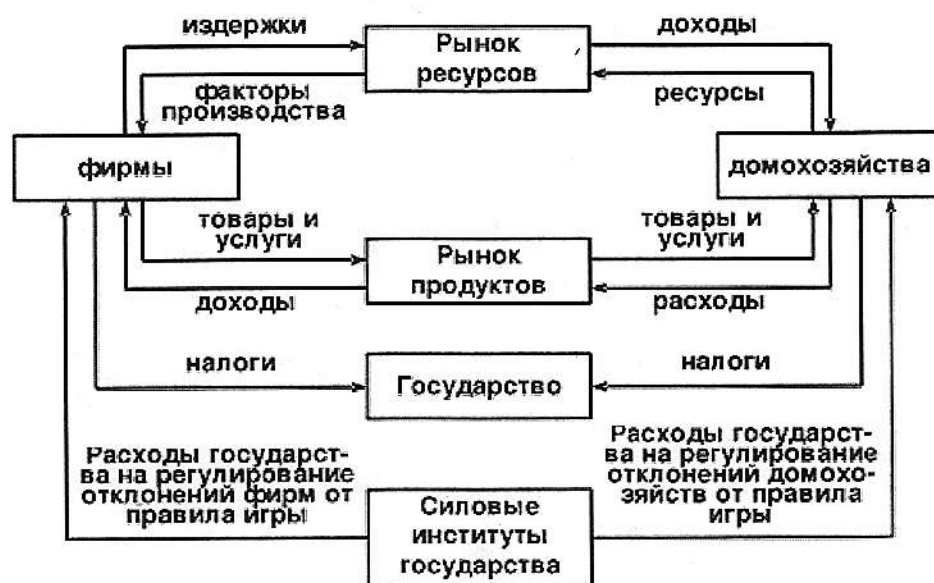 издержки
Рынок
ресурсов
доходы
факторы
производства
ресурсы
фирмы
домохозяйства
товары и
услуги
Рынок
продуктов
товары и
услуги
доходы
расходы
налоги
Государство
налоги
Расходы государст-
ва на регулирование
отклонений фирм от
правила игры
Силовые
институты
государства
Расходы государст-
ва на регулирование
отклонений домохо-
зяйств от правила
игры